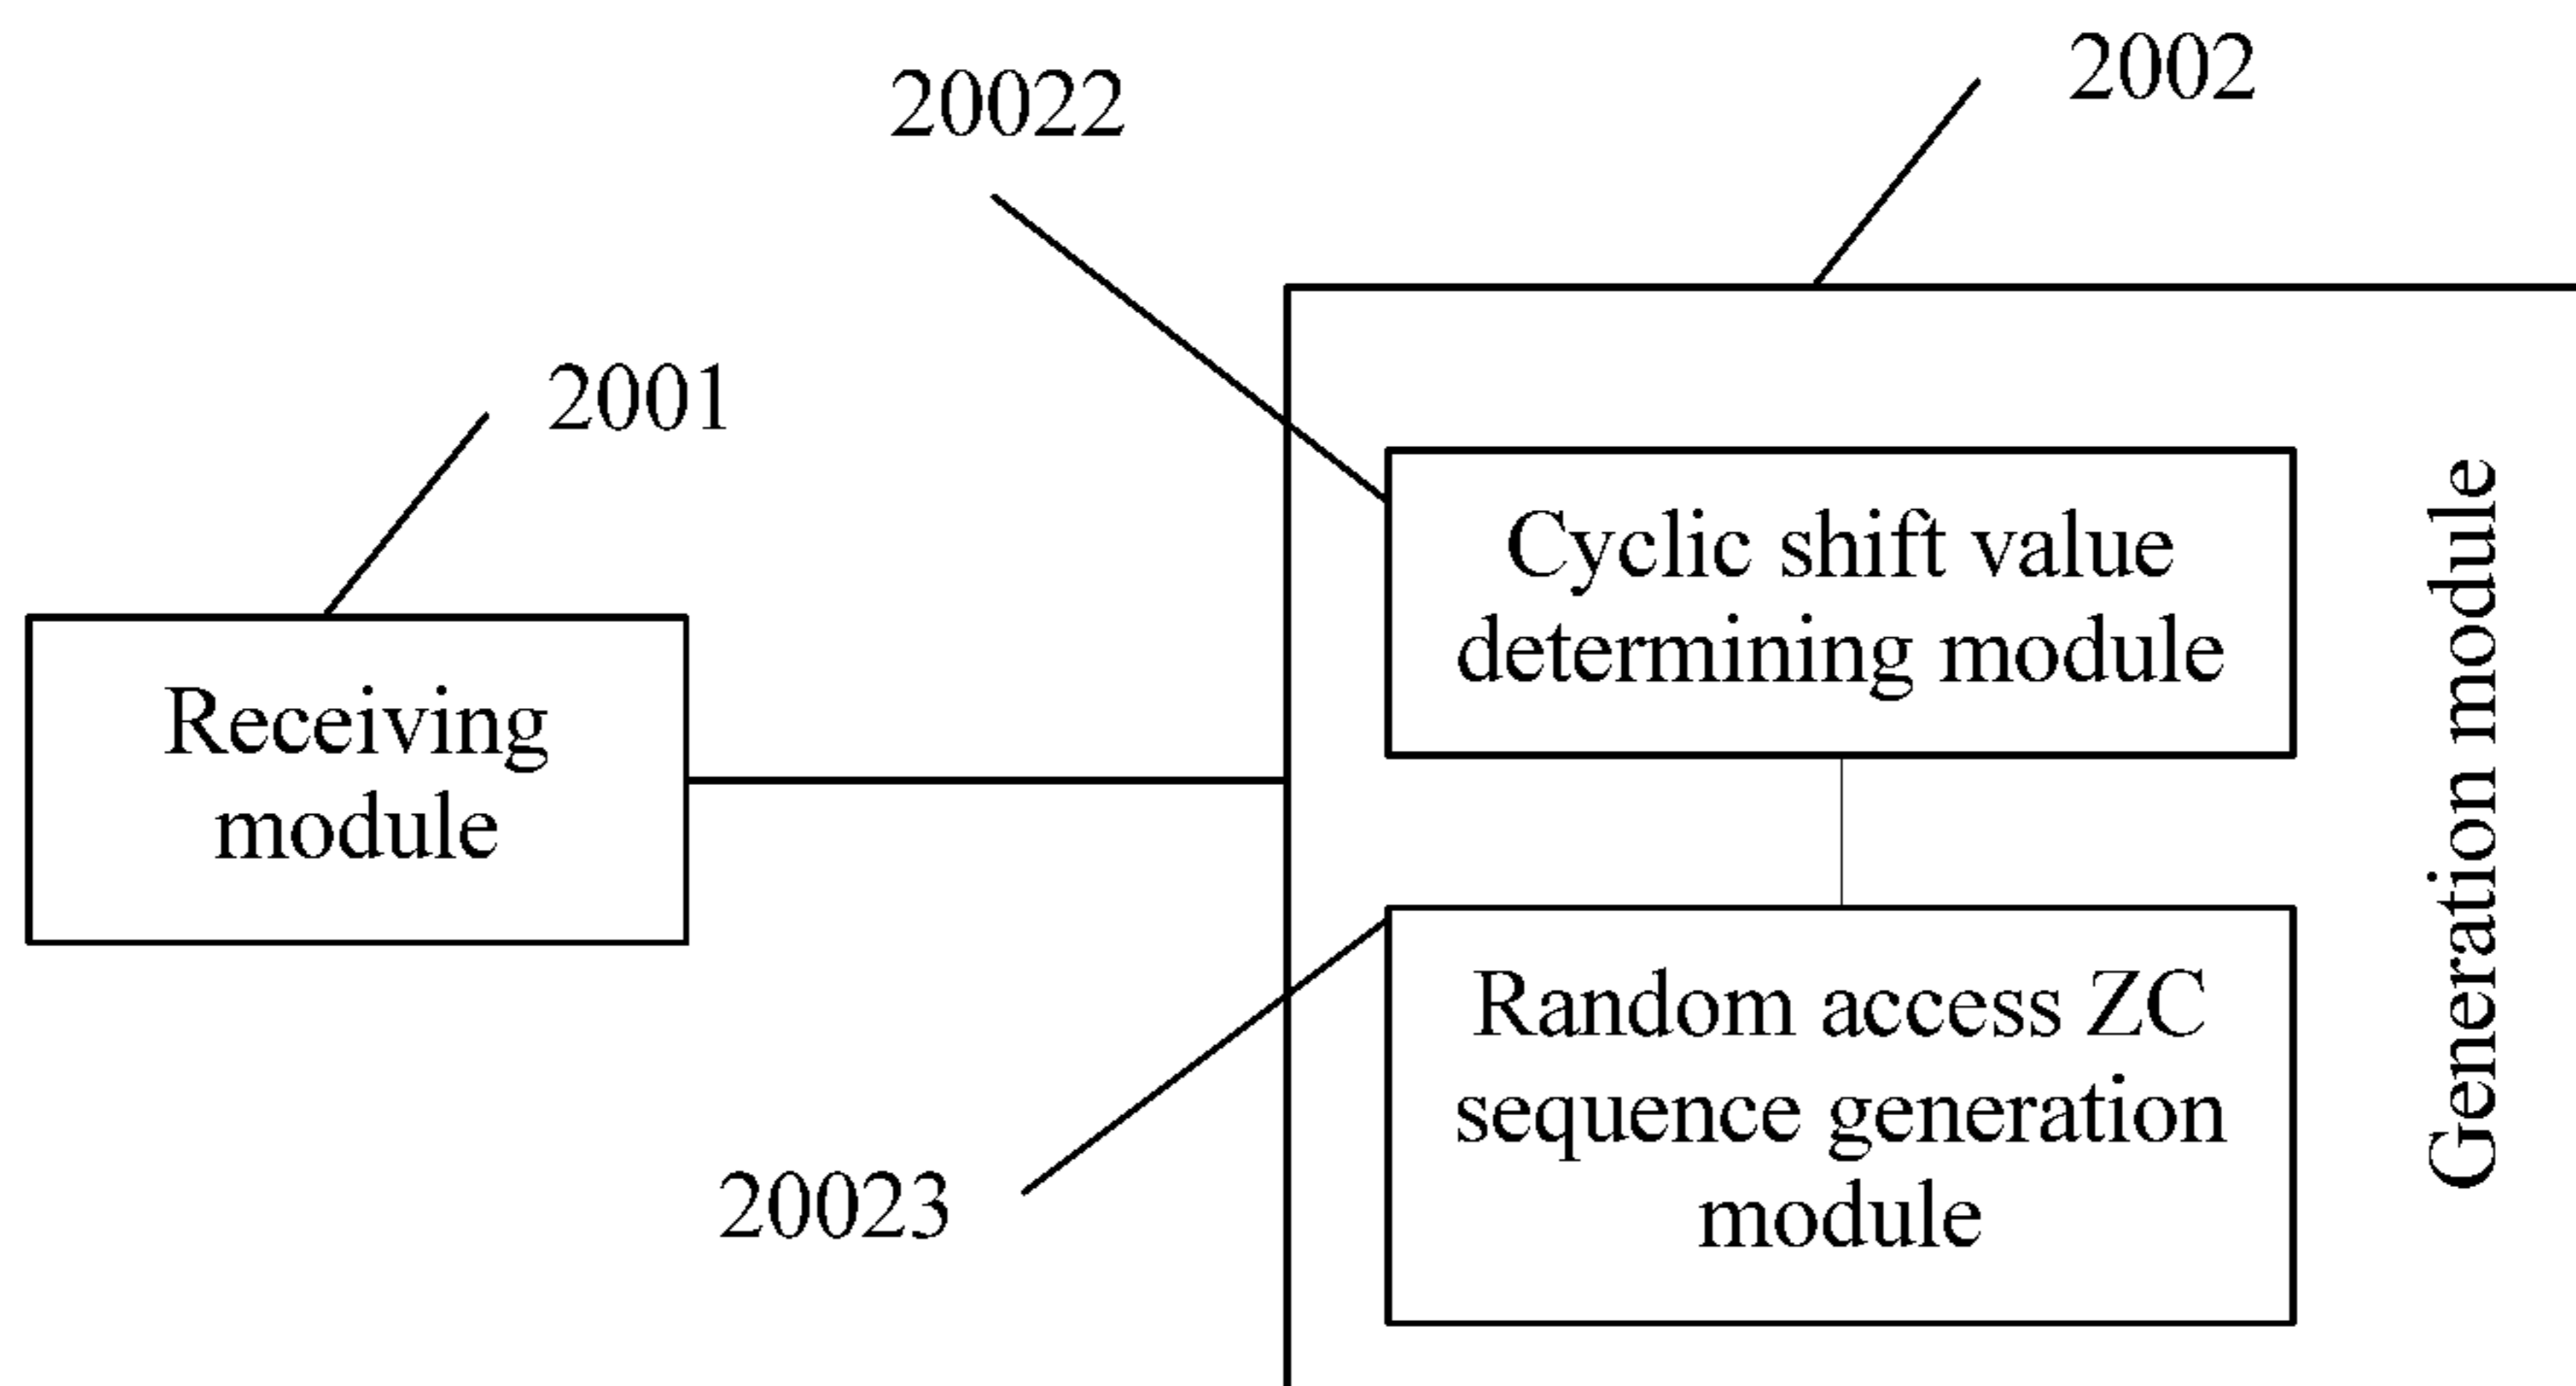 2002
20022
2001
Cyclic shift value
determining module
Receiving
module
Generation module
Random access ZC
sequence generation
module
20023